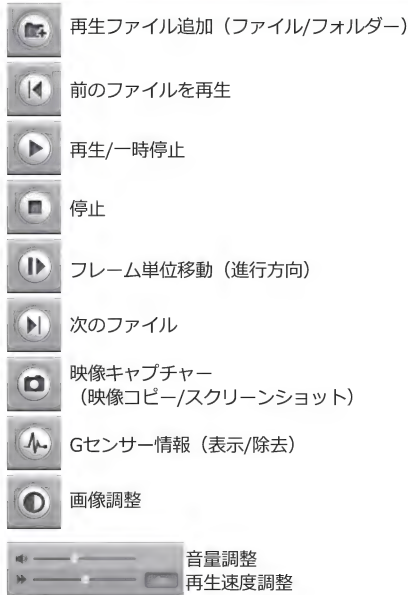 再生ファイル追加（ファイル/フォルダー）
前のファイルを再生
再生/一時停止
停止
フレーム単位移動（進行方向）
次のファイル
映像キャプチャー
（映像コピー/スクリーンショット）
Gセンサー情報（表示/除去）
画像調整
音量調整
再生速度調整